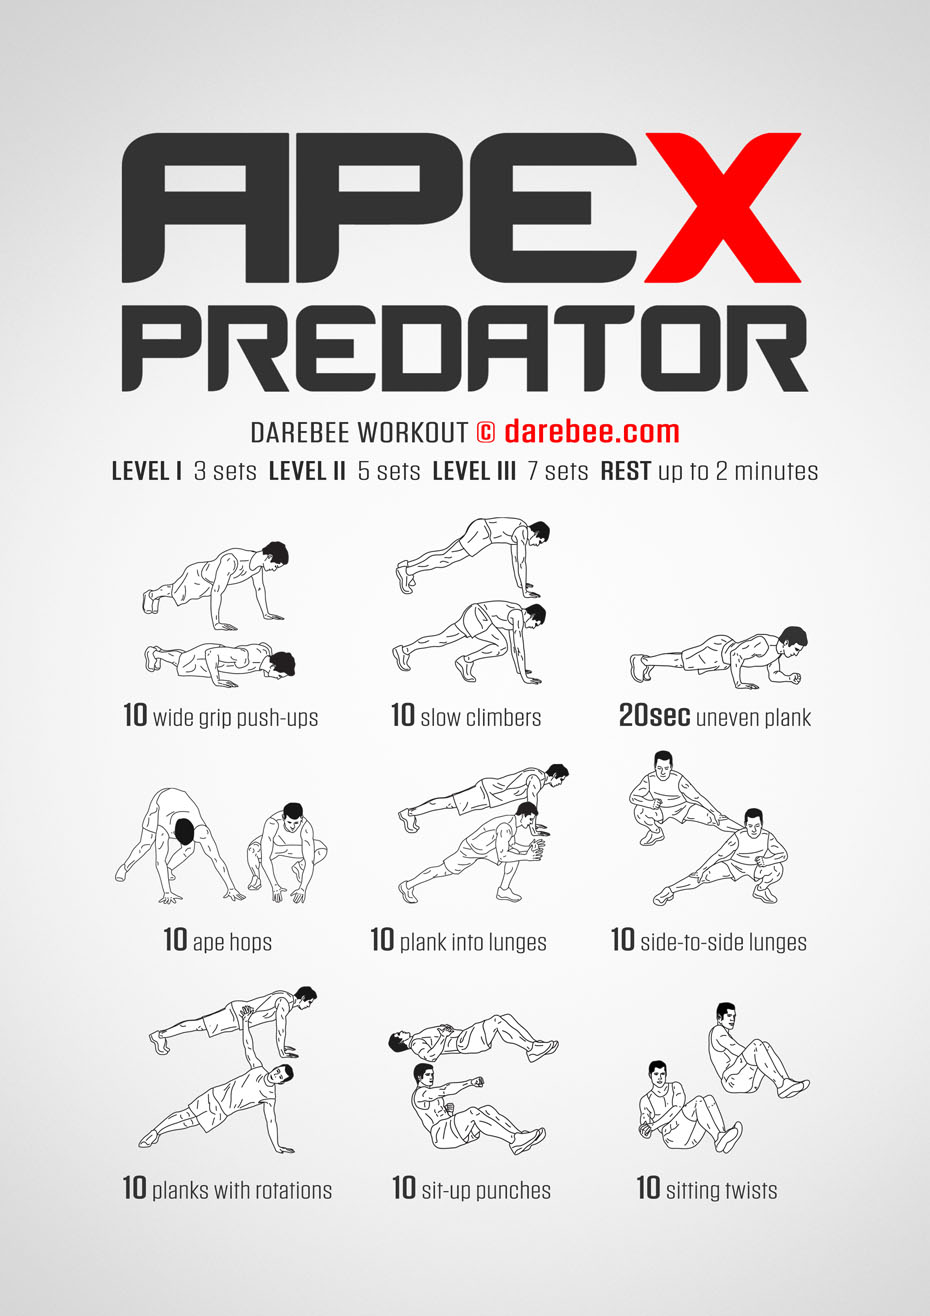 APEX
PREDATOR
DAREBEE WORKOUT © darebee.com
LEVEL I 3 sets LEVEL II 5 sets LEVEL III 7 sets REST up to 2 minutes
10 wide grip push-ups
10 slow climbers
20sec uneven plank
10 ape hops
10 plank into lunges
10 side-to-side lunges
10 planks with rotations
10 sit-up punches
10 sitting twists